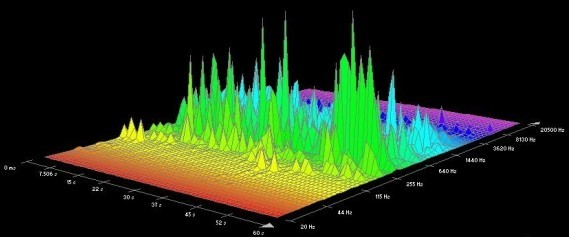 0 ms
7.506 s
15 s
22 s
30 s
37 s
45 s
52 s
60 s
20 Hz
44 Hz
115 Hz
255 Hz
640 Hz
1440 Hz
3620 Hz
8130 Hz
20500 Hz